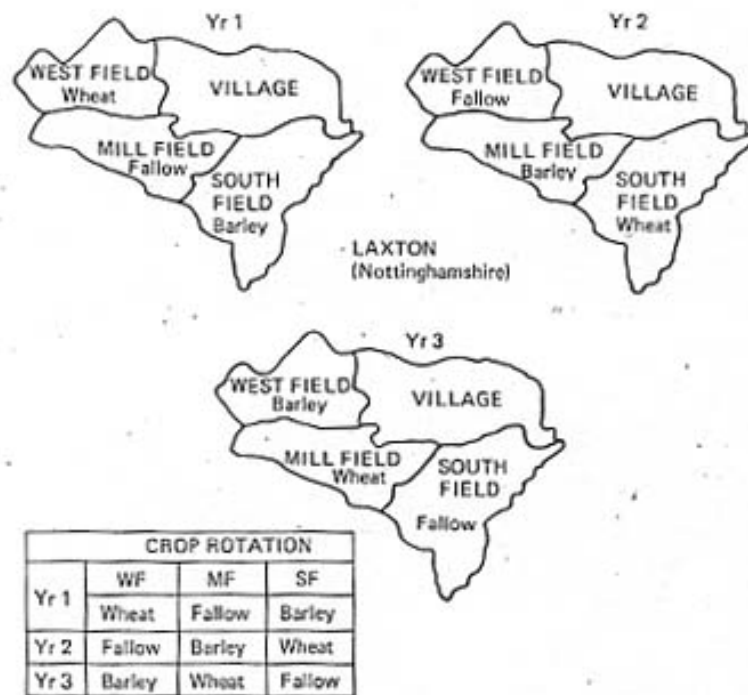 Yr 1
WEST FIELD
Wheat
VILLAGE
MILL FIELD
Fallow
SOUTH
FIELD
Barley
Yr 2
WEST FIELD
Fallow
VILLAGE
MILL FIELD
Barley
SOUTH
FIELD
Wheat
LAXTON
(Nottinghamshire)
Yr 3
WEST FIELD
Barley
VILLAGE
MILL FIELD
Wheat
SOUTH
FIELD
Fallow
CROP ROTATION
WF MF SF
Yr 1 Wheat Fallow Barley
Yr 2 Fallow Barley Wheat
Yr 3 Barley Wheat Fallow